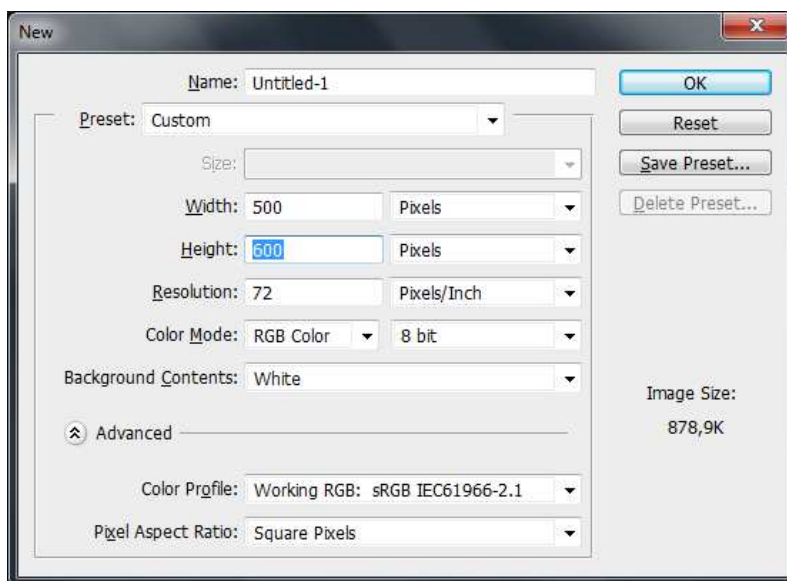 New
Name: Untitled-1
OK
Preset: Custom
Reset
Size:
Save Preset...
Width: 500 Pixels
Delete Preset...
Height: 600 Pixels
Resolution: 72 Pixels/Inch
Color Mode: RGB Color 8 bit
Background Contents: White
Image Size:
878,9K
Advanced
Color Profile: Working RGB: sRGB IEC61966-2.1
Pixel Aspect Ratio: Square Pixels